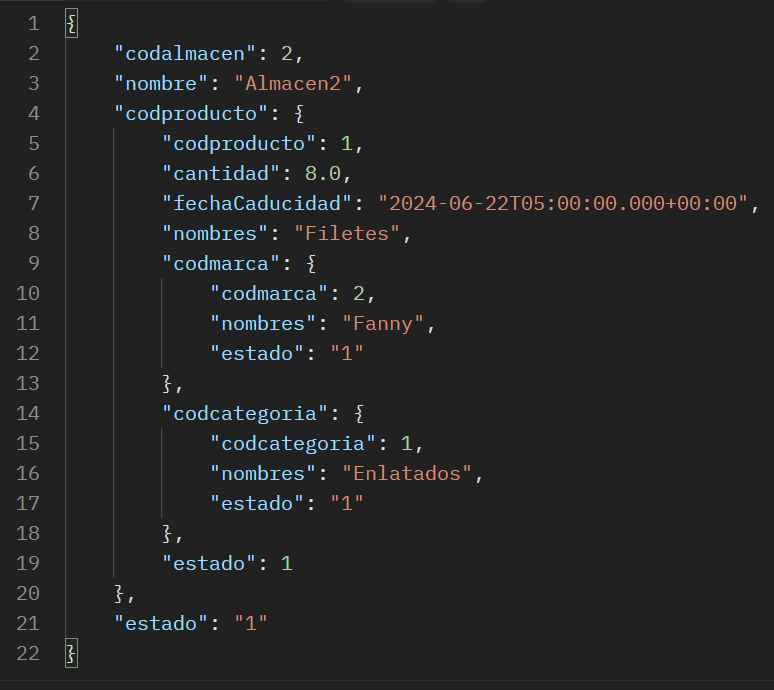 1 {
2 "codalmacen": 2,
3 "nombre": "Almacen2",
4 "codproducto": {
5 "codproducto": 1,
6 "cantidad": 8.0,
7 "fechaCaducidad": "2024-06-22T05:00:00.000+00:00",
8 "nombres": "Filetes",
9 "codmarca": {
10 "codmarca": 2,
11 "nombres": "Fanny",
12 "estado": "1"
13 },
14 "codcategoria": {
15 "codcategoria": 1,
16 "nombres": "Enlatados",
17 "estado": "1"
18 },
19 "estado": 1
20 },
21 "estado": "1"
22 }